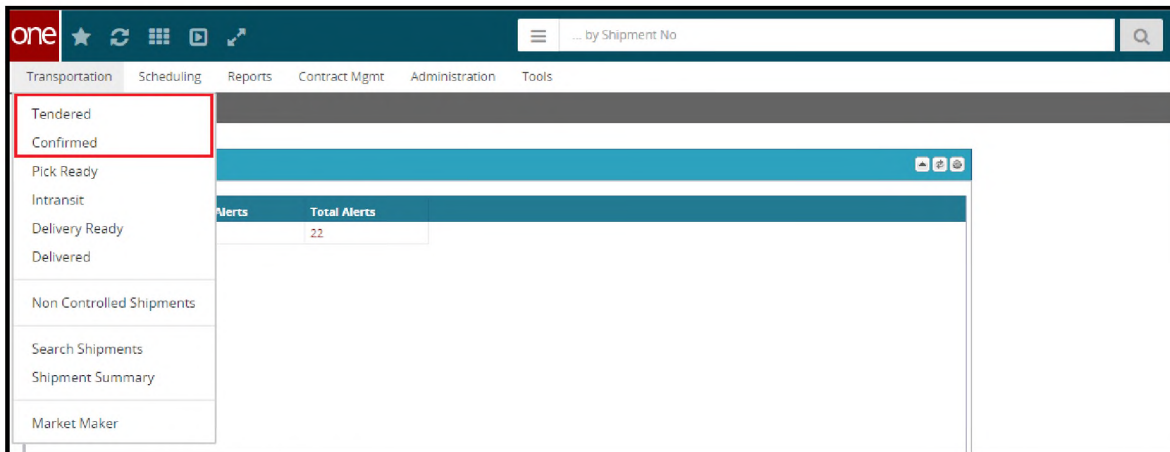 one
... by Shipment No
Transportation Scheduling Reports Contract Mgmt Administration Tools
Tendered
Confirmed
Pick Ready
Intransit
Alerts Total Alerts
22
Delivery Ready
Delivered
Non Controlled Shipments
Search Shipments
Shipment Summary
Market Maker